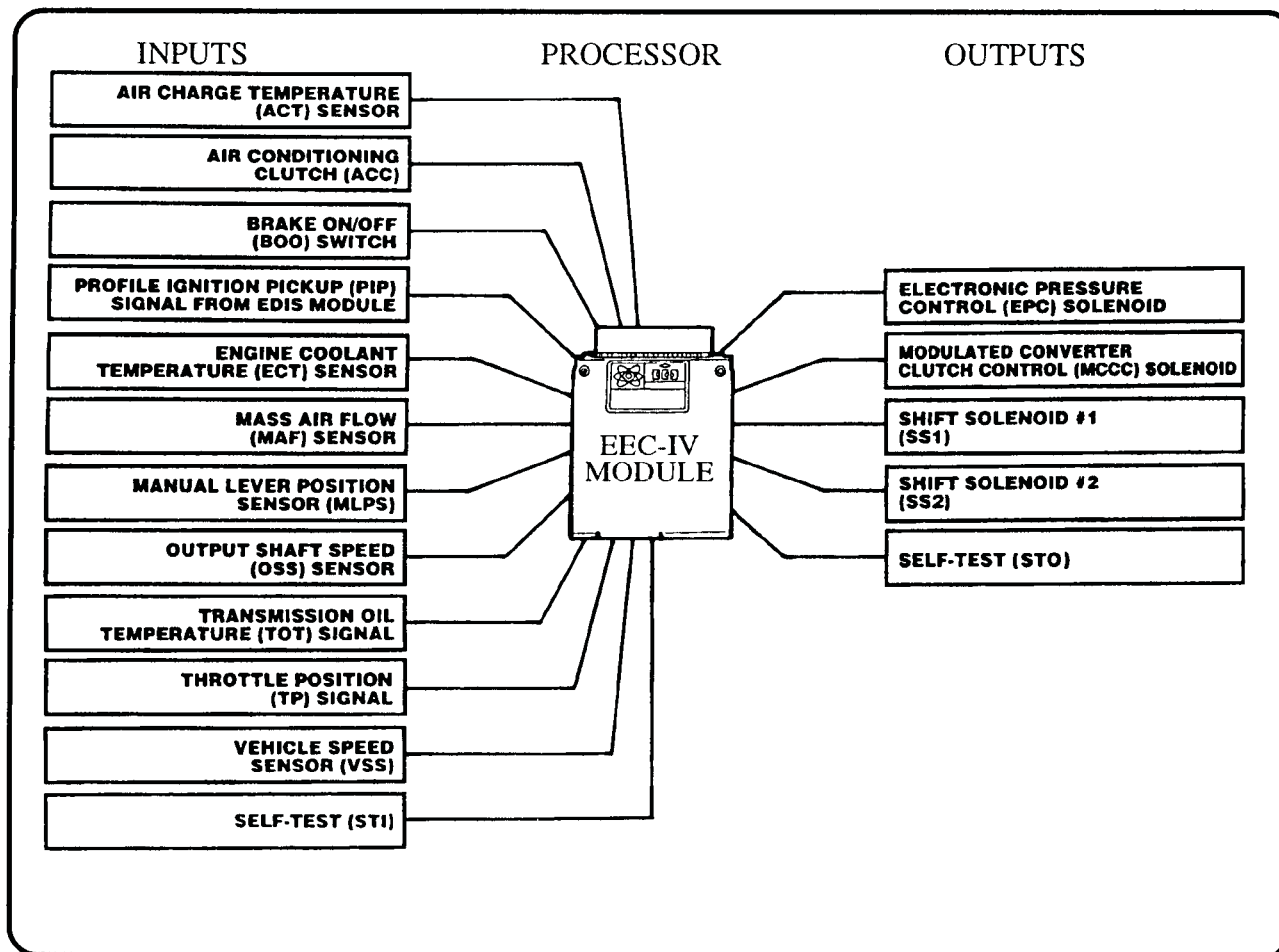 INPUTS
PROCESSOR
OUTPUTS
AIR CHARGE TEMPERATURE
(ACT) SENSOR
AIR CONDITIONING
CLUTCH (ACC)
BRAKE ON/OFF
(BOO) SWITCH
PROFILE IGNITION PICKUP (PIP)
SIGNAL FROM EDIS MODULE
ENGINE COOLANT
TEMPERATURE (ECT) SENSOR
MASS AIR FLOW
(MAF) SENSOR
MANUAL LEVER POSITION
SENSOR (MLPS)
OUTPUT SHAFT SPEED
(OSS) SENSOR
TRANSMISSION OIL
TEMPERATURE (TOT) SIGNAL
THROTTLE POSITION
(TP) SIGNAL
VEHICLE SPEED
SENSOR (VSS)
SELF-TEST (STI)
EEC-IV
MODULE
ELECTRONIC PRESSURE
CONTROL (EPC) SOLENOID
MODULATED CONVERTER
CLUTCH CONTROL (MCCC) SOLENOID
SHIFT SOLENOID #1
(SS1)
SHIFT SOLENOID #2
(SS2)
SELF-TEST (STO)